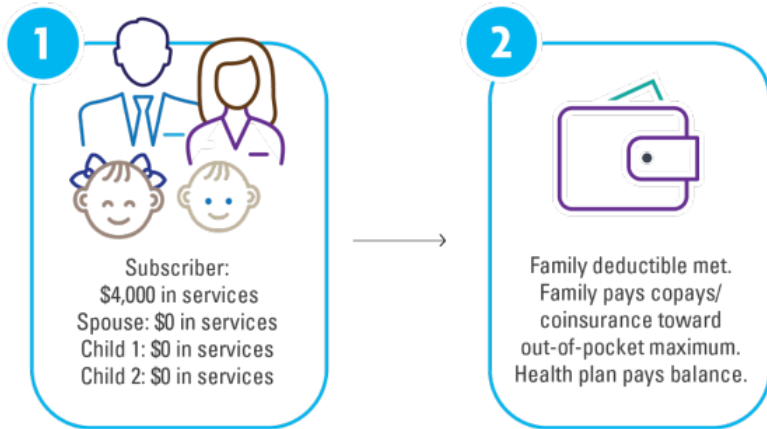 1
Subscriber:
$4,000 in services
Spouse: $0 in services
Child 1: $0 in services
Child 2: $0 in services
2
Family deductible met.
Family pays copays/
coinsurance toward
out-of-pocket maximum.
Health plan pays balance.